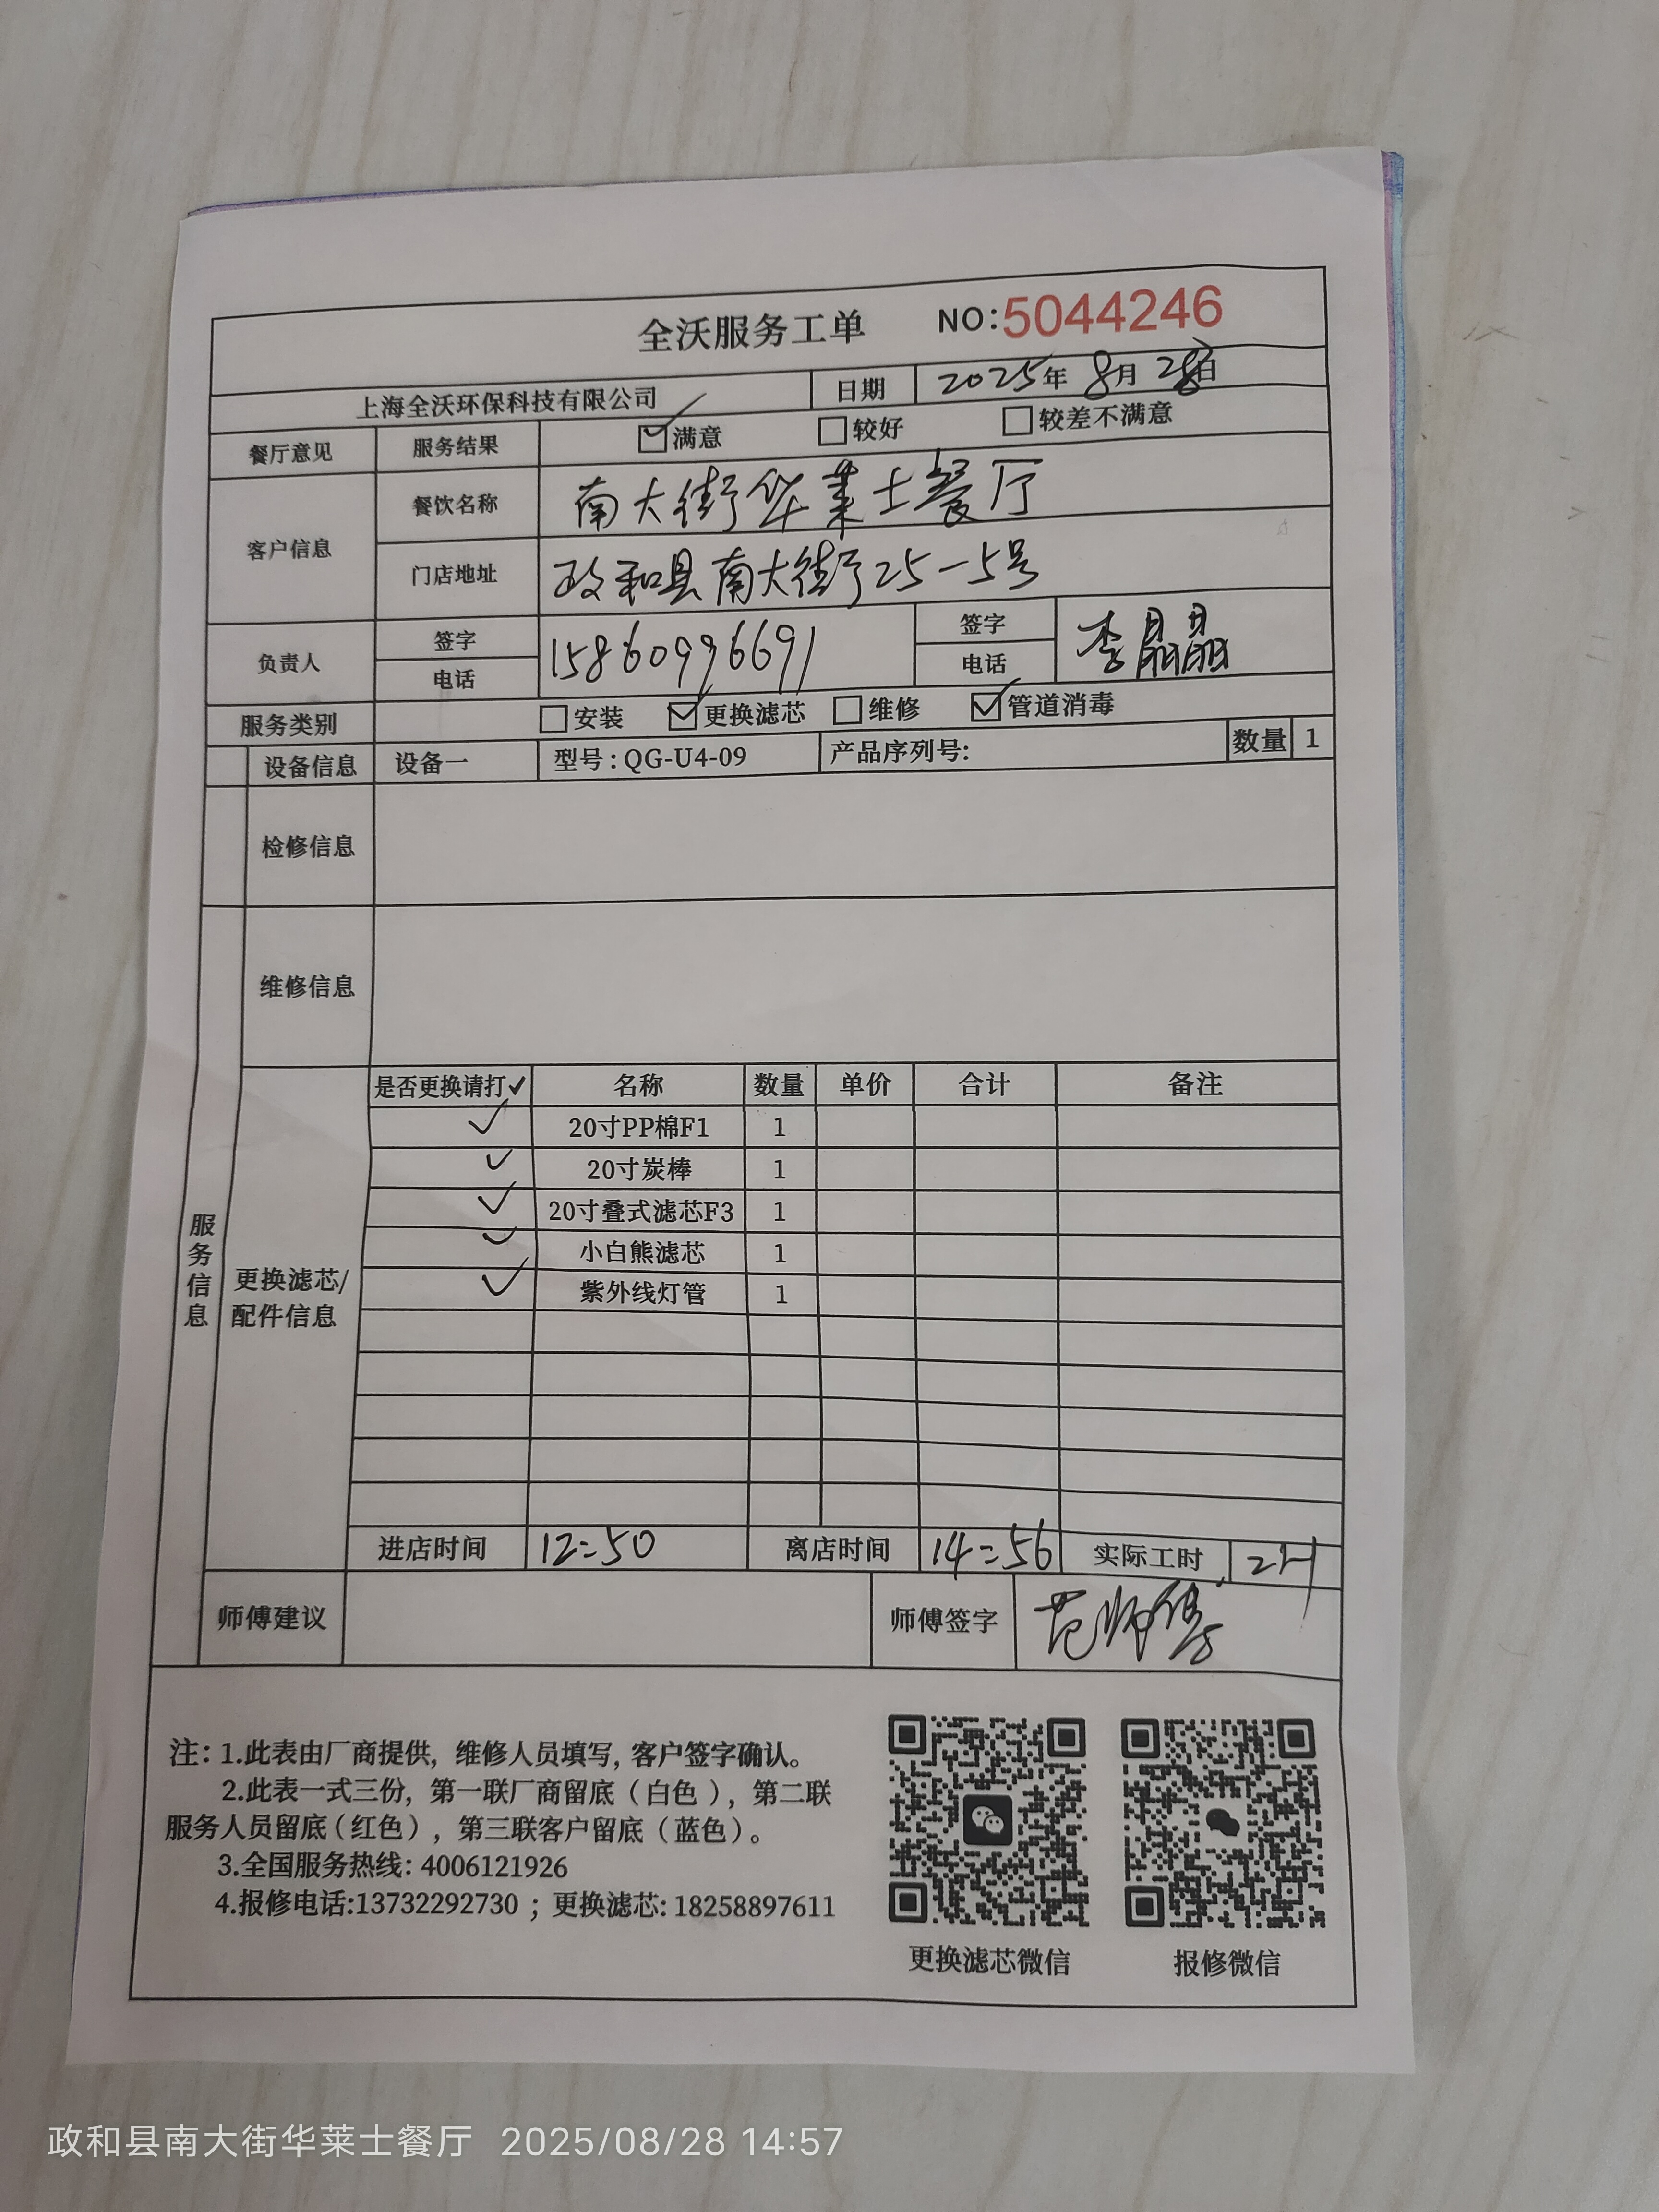 全沃服务工单 NO:5044246
上海全沃环保科技有限公司 日期 2025年 8月 28日
餐厅意见 服务结果 满意 较好 较差不满意
客户信息 餐饮名称 南大街华莱士餐厅
门店地址 政和县南大街25-5号
负责人 签字 电话 15860996691 签字 电话 李晶晶
服务类别 安装 更换滤芯 维修 管道消毒
设备信息 设备一 型号:QG-U4-09 产品序列号: 数量 1
检修信息
维修信息
服务信息
更换滤芯/配件信息
是否更换请打✓ 名称 数量 单价 合计 备注
✓ 20寸PP棉F1 1
✓ 20寸炭棒 1
✓ 20寸叠式滤芯F3 1
✓ 小白熊滤芯 1
✓ 紫外线灯管 1
进店时间 12:50 离店时间 14:56 实际工时 2H
师傅建议 师傅签字 范师傅
注:1.此表由厂商提供,维修人员填写,客户签字确认。
2.此表一式三份,第一联厂商留底(白色),第二联
服务人员留底(红色),第三联客户留底(蓝色)。
3.全国服务热线:4006121926
4.报修电话:13732292730;更换滤芯:18258897611
更换滤芯微信 报修微信
政和县南大街华莱士餐厅 2025/08/28 14:57